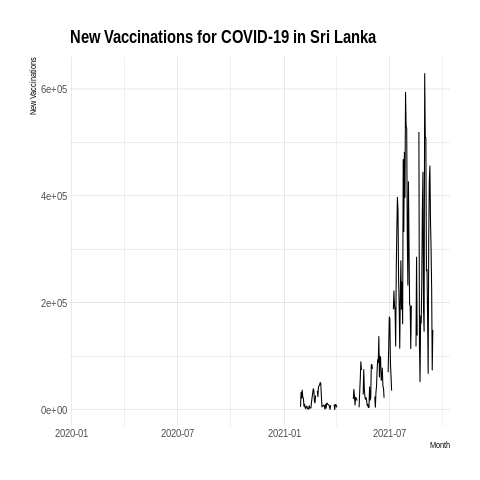 New Vaccinations for COVID-19 in Sri Lanka
New Vaccinations
6e+05
4e+05
2e+05
0e+00
2020-01 2020-07 2021-01 2021-07
Month